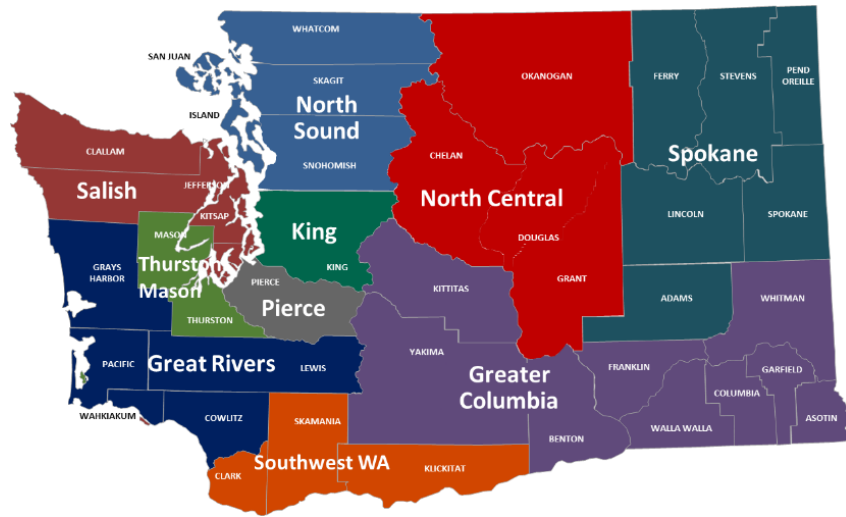 WHATCOM
SAN JUAN
SKAGIT
ISLAND
North
Sound
SNOHOMISH
OKANOGAN
FERRY
STEVENS
PEND
OREILLE
Spokane
CLALLAM
JEFFERSON
Salish
KITSAP
CHELAN
North Central
DOUGLAS
GRANT
LINCOLN
SPOKANE
King
KING
MASON
Thurston
Mason
THURSTON
GRAYS
HARBOR
PIERCE
Pierce
KITTITAS
ADAMS
WHITMAN
PACIFIC
Great Rivers
LEWIS
YAKIMA
Greater
Columbia
FRANKLIN
GARFIELD
COLUMBIA
ASOTIN
WALLA WALLA
BENTON
WAHKIAKUM
COWLITZ
SKAMANIA
Southwest WA
CLARK
KLICKITAT